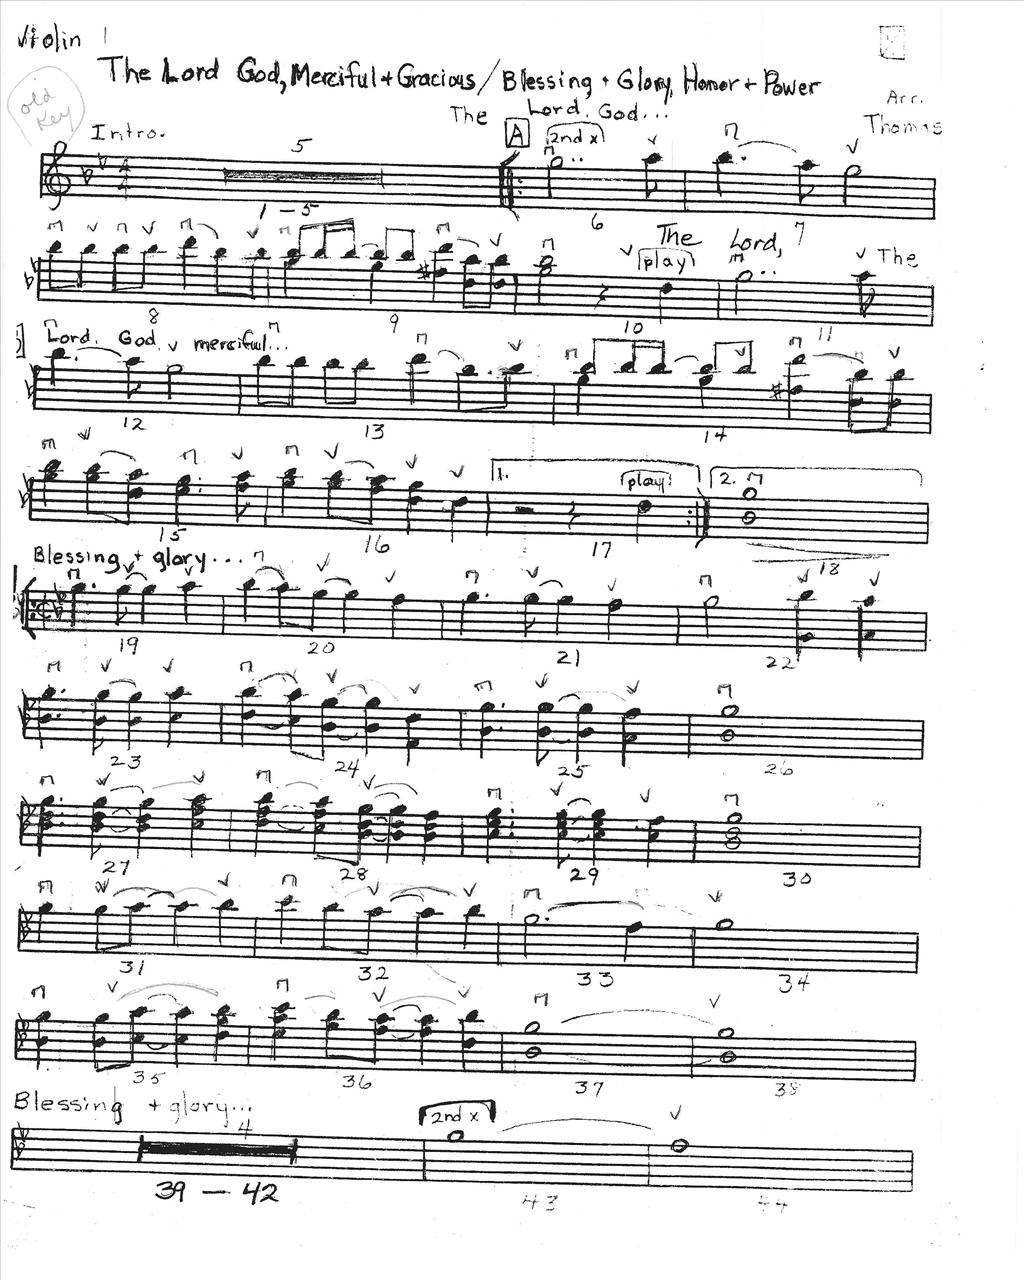 Violin 1
The Lord God, Merciful + Gracious / Blessing + Glory, Honor + Power
old key
Arr.
Thomas
The Lord God...
Intro.
5
A
2nd x
1 – 5
6
7
The Lord,
play
The
8
9
10
11
Lord God merciful...
12
13
14
1.
play
2.
15
16
17
18
Blessing + glory...
19
20
21
22
23
24
25
26
27
28
29
30
31
32
33
34
35
36
37
38
Blessing + glory...
4
2nd x
39 — 42
43
44